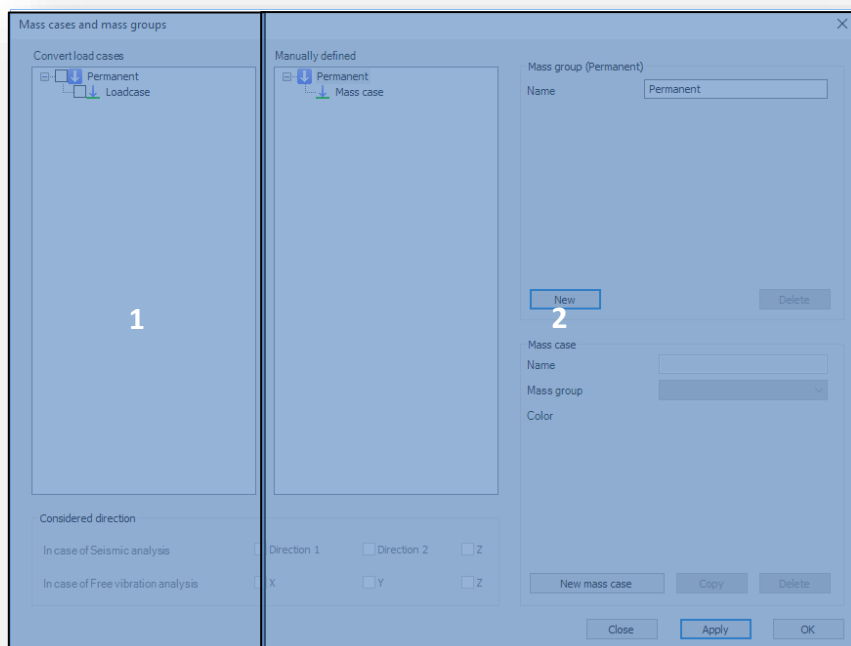 Mass cases and mass groups
Convert load cases
Permanent
Loadcase
1
Manually defined
Permanent
Mass case
Mass group (Permanent)
Name Permanent
New Delete
2
Mass case
Name
Mass group
Color
New mass case Copy Delete
Considered direction
In case of Seismic analysis Direction 1 Direction 2 Z
In case of Free vibration analysis X Y Z
Close Apply OK